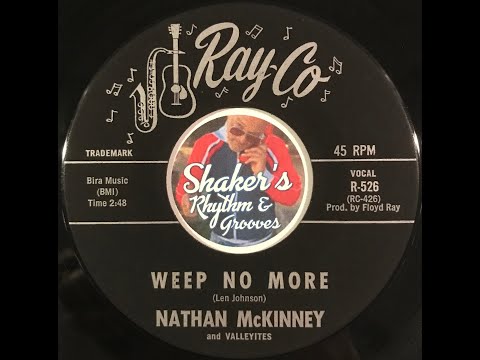 Ray-Co
TRADEMARK
45 RPM
Bira Music
(BMI)
Time 2:48
VOCAL
R-526
(RC-426)
Prod. by Floyd Ray
Shaker's
Rhythm &
Grooves
WEEP NO MORE
(Len Johnson)
NATHAN McKINNEY
and VALLEYITES